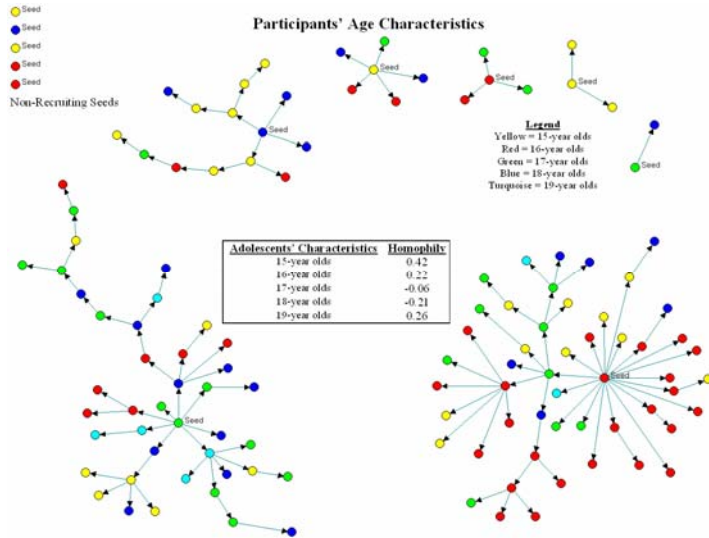 Participants' Age Characteristics
Seed
Seed
Seed
Seed
Seed
Non-Recruiting Seeds
Seed
Seed
Seed
Seed
Seed
Legend
Yellow = 15-year olds
Red = 16-year olds
Green = 17-year olds
Blue = 18-year olds
Turquoise = 19-year olds
Adolescents' Characteristics Homophily
15-year olds 0.42
16-year olds 0.22
17-year olds -0.06
18-year olds -0.21
19-year olds 0.26
Seed
Seed